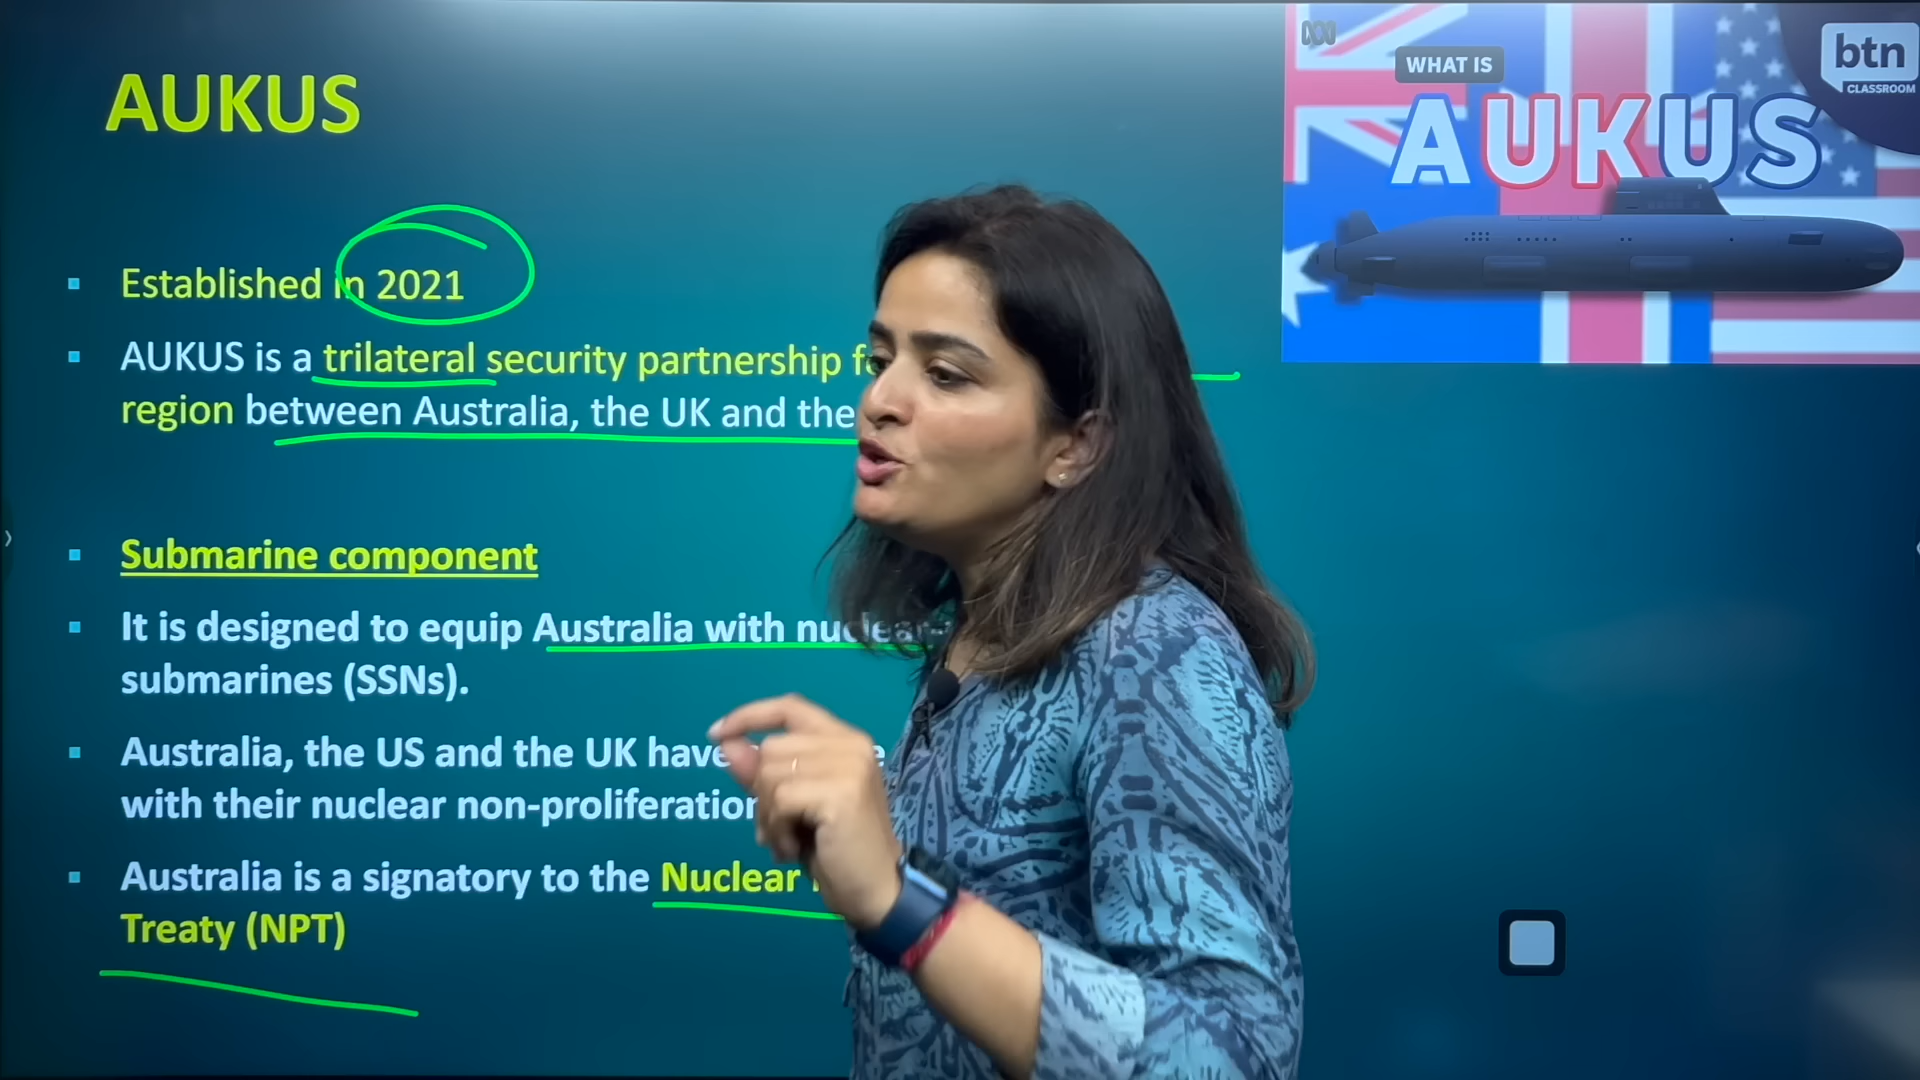 AUKUS
Established in 2021
AUKUS is a trilateral security partnership
region between Australia, the UK and the
Submarine component
It is designed to equip Australia with nuclear-
submarines (SSNs).
Australia, the US and the UK have
with their nuclear non-proliferation
Australia is a signatory to the Nuclear
Treaty (NPT)
WHAT IS
AUKUS
btn
CLASSROOM